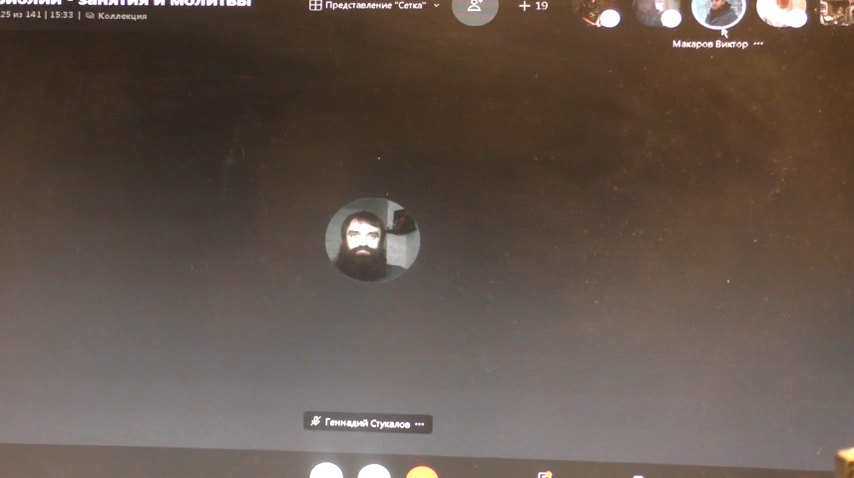 занятия и молитвы
25 из 141 | 15:33 | Коллекция
Представление "Сетка"
+ 19
Макаров Виктор ···
Геннадий Стукалов ···